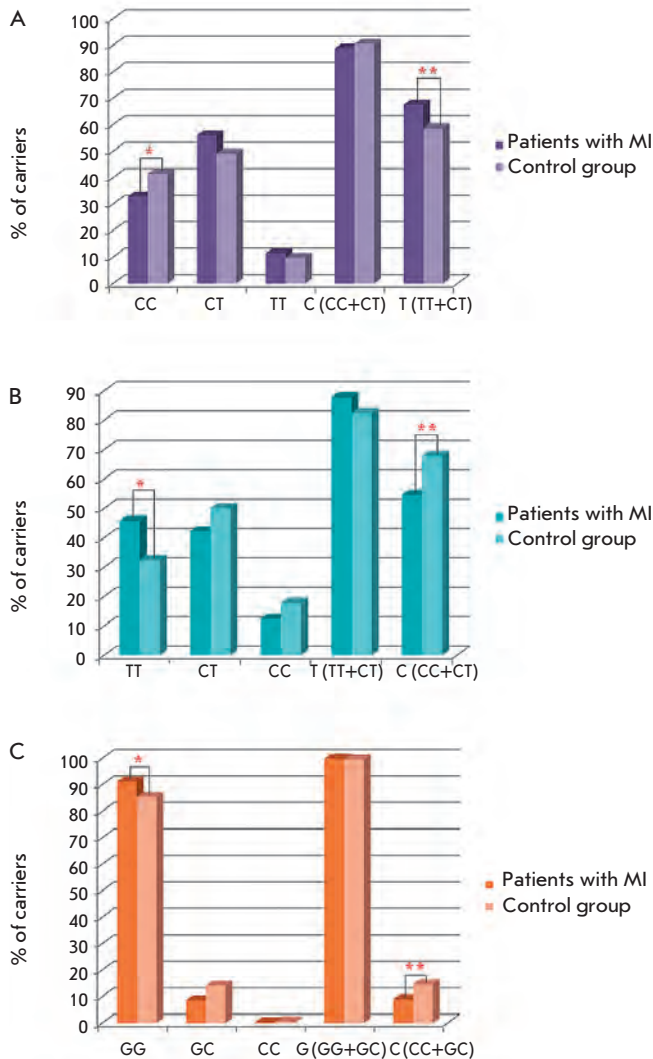 A
% of carriers
100
90
80
70
60
50
40
30
20
10
0
*
**
CC CT TT C (CC+CT) T (TT+CT)
Patients with MI
Control group
B
% of carriers
90
80
70
60
50
40
30
20
10
0
*
**
TT CT CC T (TT+CT) C (CC+CT)
Patients with MI
Control group
C
% of carriers
100
90
80
70
60
50
40
30
20
10
0
*
**
GG GC CC G (GG+GC) C (CC+GC)
Patients with MI
Control group